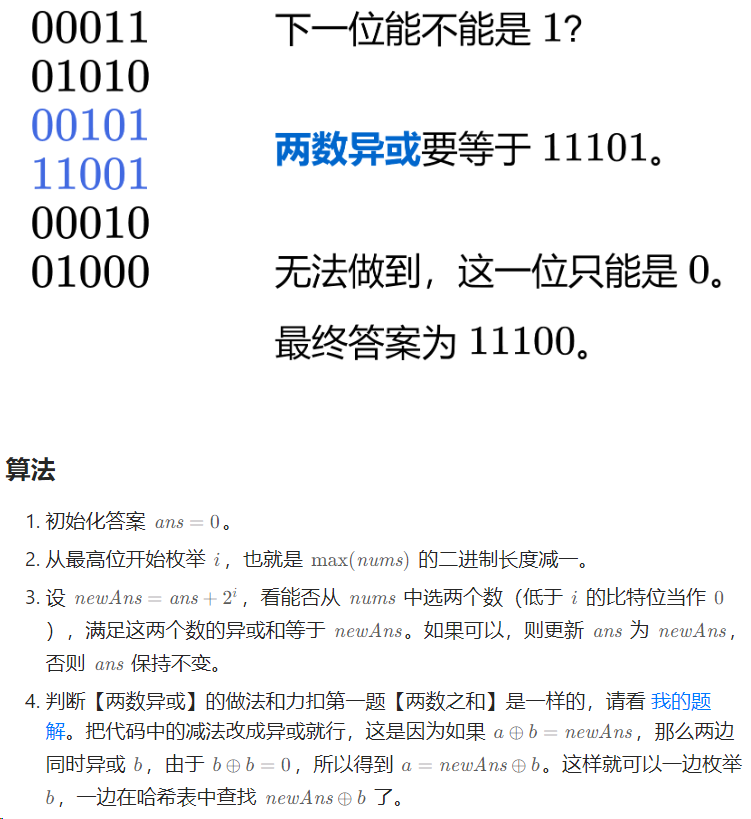 00011 下一位能不能是 1?
01010
00101
两数异或要等于 11101。
11001
00010
01000 无法做到，这一位只能是 0。
最终答案为 11100。
算法
1. 初始化答案 ans = 0。
2. 从最高位开始枚举 i，也就是 max(nums) 的二进制长度减一。
3. 设 newAns = ans + 2^i，看能否从 nums 中选两个数（低于 i 的比特位当作 0
），满足这两个数的异或和等于 newAns。如果可以，则更新 ans 为 newAns，
否则 ans 保持不变。
4. 判断【两数异或】的做法和力扣第一题【两数之和】是一样的，请看 我的题
解。把代码中的减法改成异或就行，这是因为如果 a ⊕ b = newAns，那么两边
同时异或 b，由于 b ⊕ b = 0，所以得到 a = newAns ⊕ b。这样就可以一边枚举
b，一边在哈希表中查找 newAns ⊕ b 了。